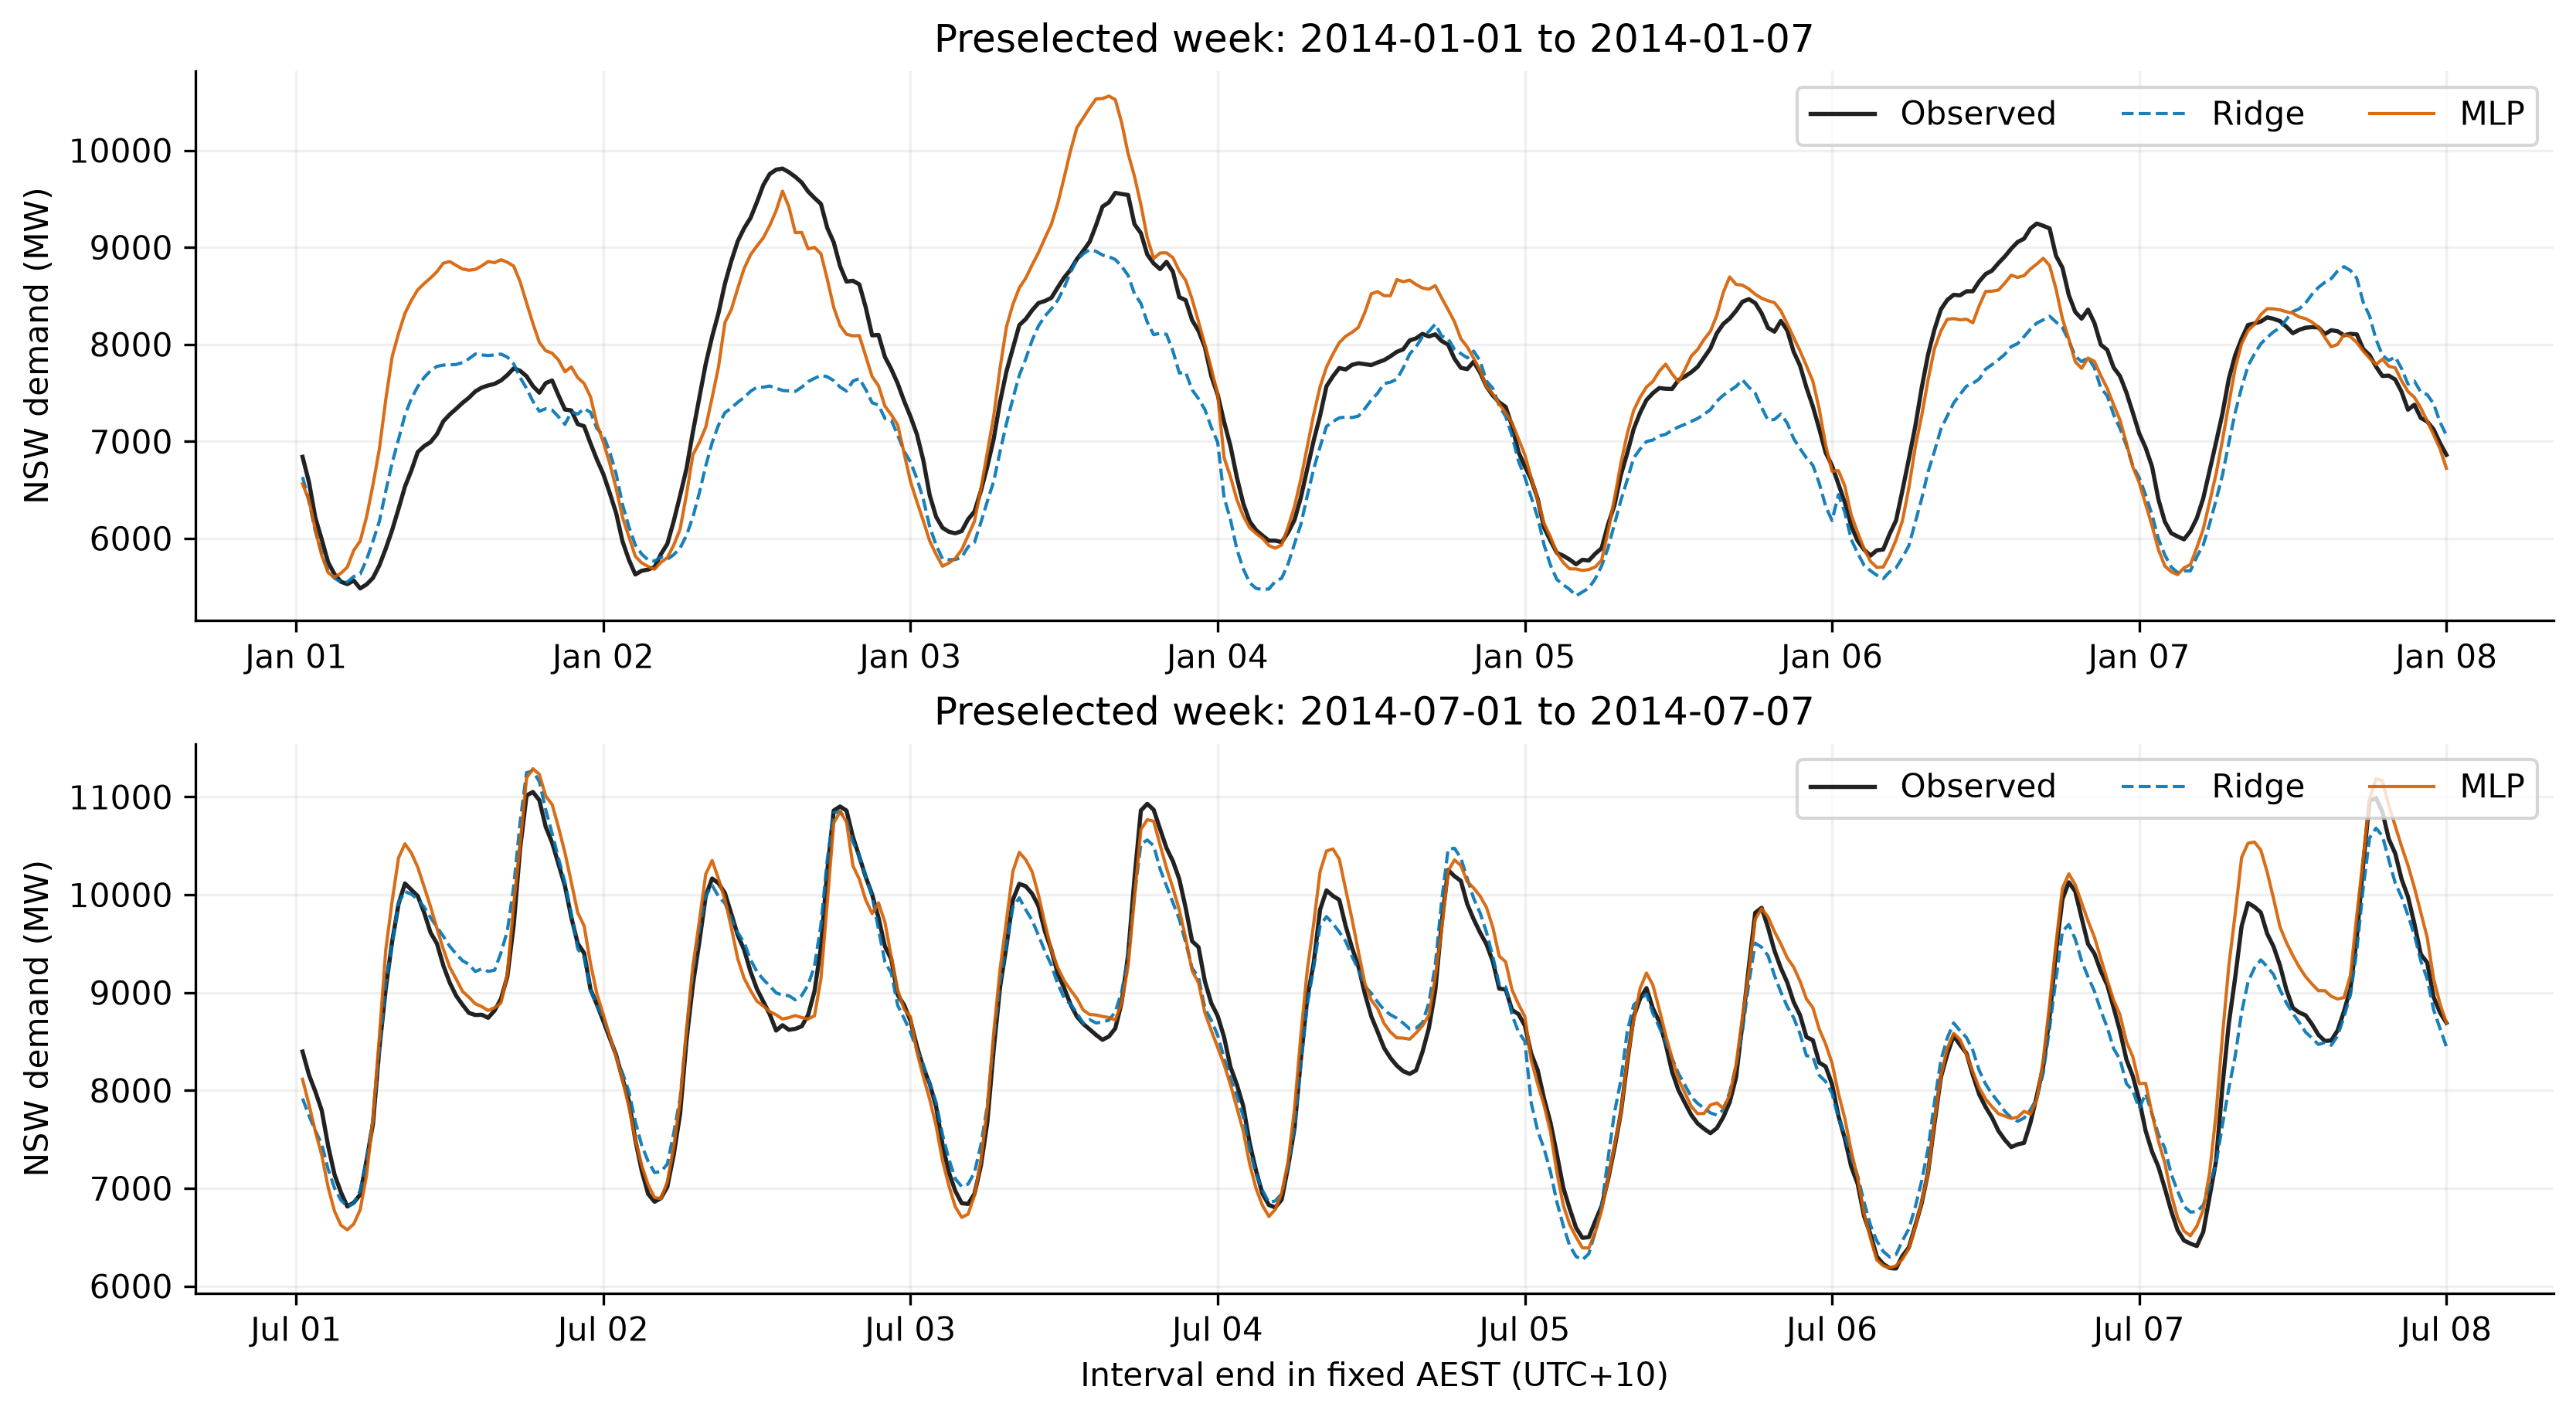 Preselected week: 2014-01-01 to 2014-01-07
Observed Ridge MLP
NSW demand (MW)
10000
9000
8000
7000
6000
Jan 01 Jan 02 Jan 03 Jan 04 Jan 05 Jan 06 Jan 07 Jan 08
Preselected week: 2014-07-01 to 2014-07-07
Observed Ridge MLP
NSW demand (MW)
11000
10000
9000
8000
7000
6000
Jul 01 Jul 02 Jul 03 Jul 04 Jul 05 Jul 06 Jul 07 Jul 08
Interval end in fixed AEST (UTC+10)